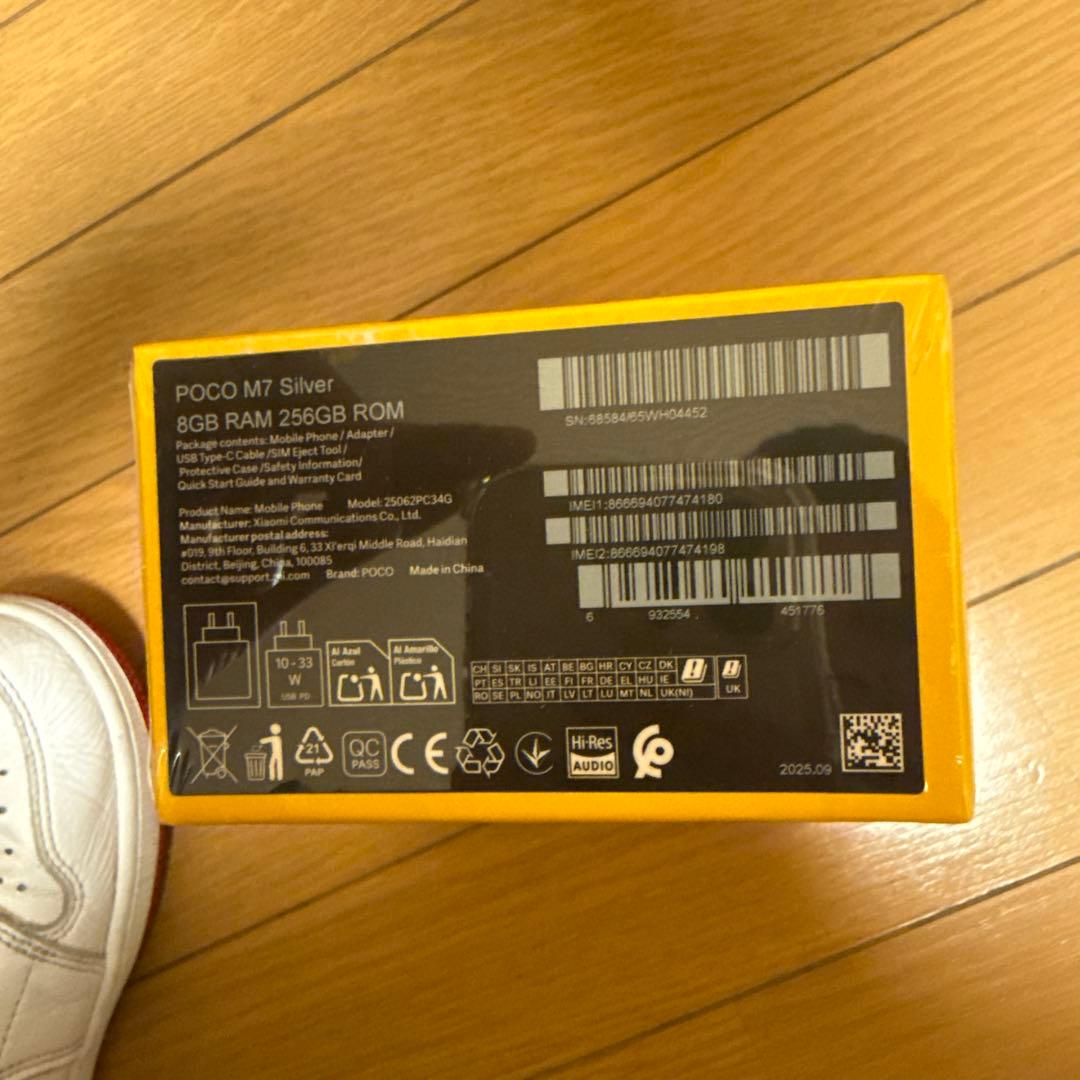 POCO M7 Silver
8GB RAM 256GB ROM
Package contents: Mobile Phone / Adapter /
USB Type-C Cable /SIM Eject Tool /
Protective Case /Safety Information/
Quick Start Guide and Warranty Card
Product Name: Mobile Phone Model: 25062PC34G
Manufacturer: Xiaomi Communications Co., Ltd.
Manufacturer postal address:
#019, 9th Floor, Building 6, 33 Xi'erqi Middle Road, Haidian
District, Beijing, China, 100085
Brand: POCO Made in China
SN:68584/65WH04452
IMEI1:866694077474180
IMEI2:866694077474198
6 932554 451776
10 - 33
W
USB PD
Al Azul
Cartón
Al Amarillo
Plástico
CH SI SK IS AT BE BG HR CY CZ DK
PT ES TR LI EE FI FR DE EL HU IE
RO SE PL NO IT LV LT LU MT NL UK(NI)
UK
21
PAP
QC
PASS
CE
Hi-Res
AUDIO
2025.09